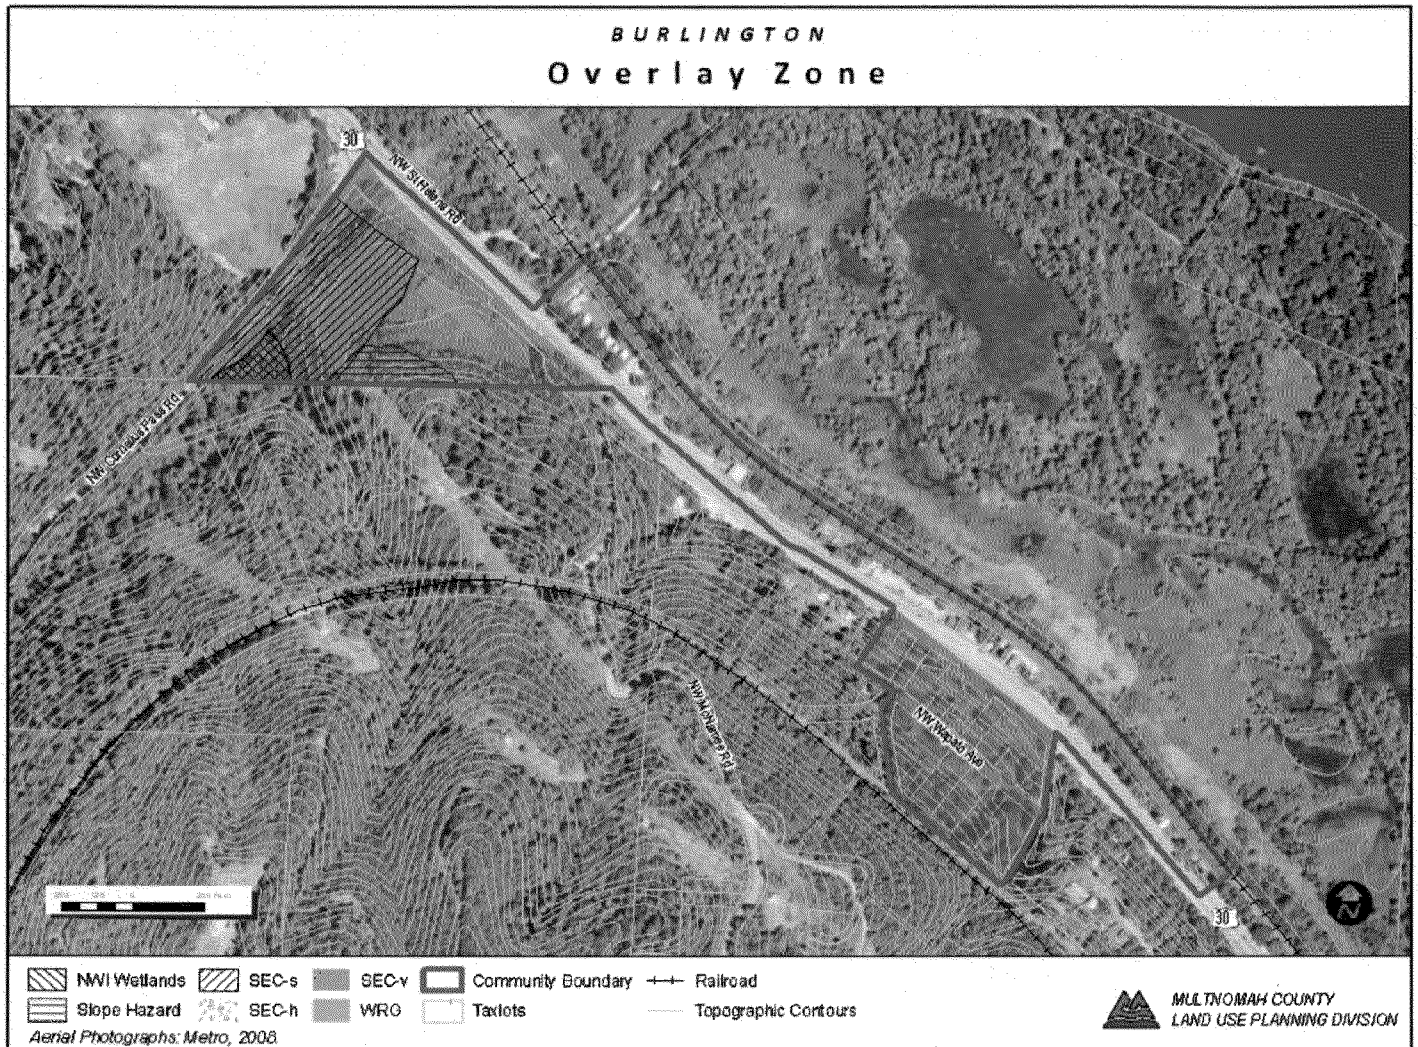 BURLINGTON
Overlay Zone
30
NW St Helens Rd
NW Cornelius Pass Rd
NW McNamee Rd
NW Wapato Ave
30
N
NWI Wetlands
SEC-s
SEC-v
Community Boundary
Railroad
Slope Hazard
SEC-h
WRG
Taxlots
Topographic Contours
Aerial Photographs: Metro, 2008.
MULTNOMAH COUNTY
LAND USE PLANNING DIVISION